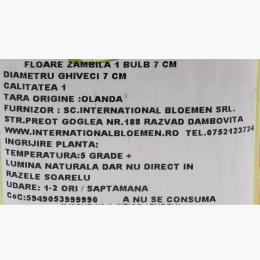 FLOARE ZAMBILA 1 BULB 7 CM
DIAMETRU GHIVECI 7 CM
CALITATEA 1
TARA ORIGINE :OLANDA
FURNIZOR : SC.INTERNATIONAL BLOEMEN SRL.
STR.PREOT GOGLEA NR.188 RAZVAD DAMBOVITA
WWW.INTERNATIONALBLOEMEN.RO TEL.0752123724
INGRIJIRE PLANTA:
TEMPERATURA:5 GRADE +
LUMINA NATURALA DAR NU DIRECT IN
RAZELE SOARELU
UDARE: 1-2 ORI / SAPTAMANA
CoC:5949053999990 A NU SE CONSUMA